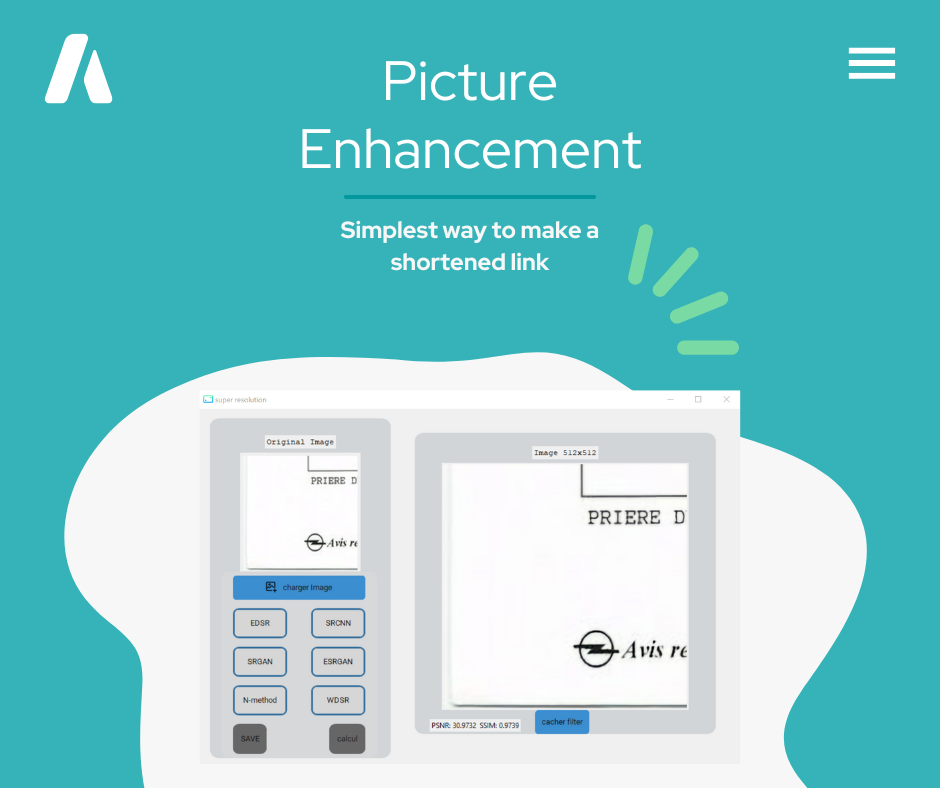 Picture
Enhancement
Simplest way to make a
shortened link
super resolution
Original Image
PRIERE D
Avis re
charger Image
EDSR
SRCNN
SRGAN
ESRGAN
N-method
WDSR
SAVE
calcul
Image 512x512
PRIERE D
Avis re
PSNR: 30.9732 SSIM: 0.9739
cacher filter